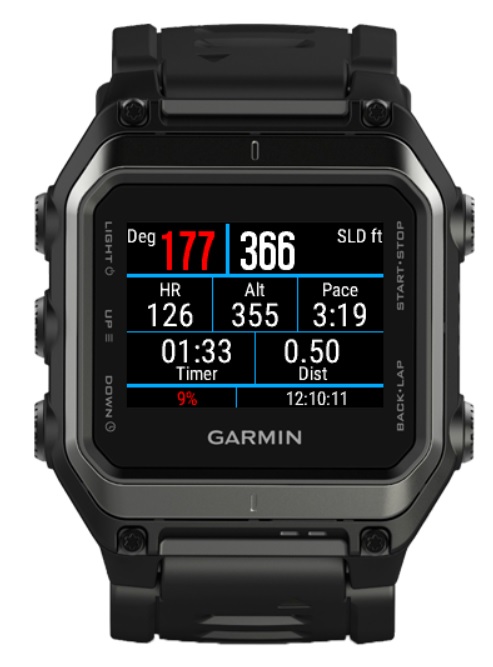 Deg 177 366 SLD ft
HR Alt Pace
126 355 3:19
01:33 0.50
Timer Dist
9% 12:10:11
GARMIN
LIGHT
UP
DOWN
START·STOP
BACK·LAP